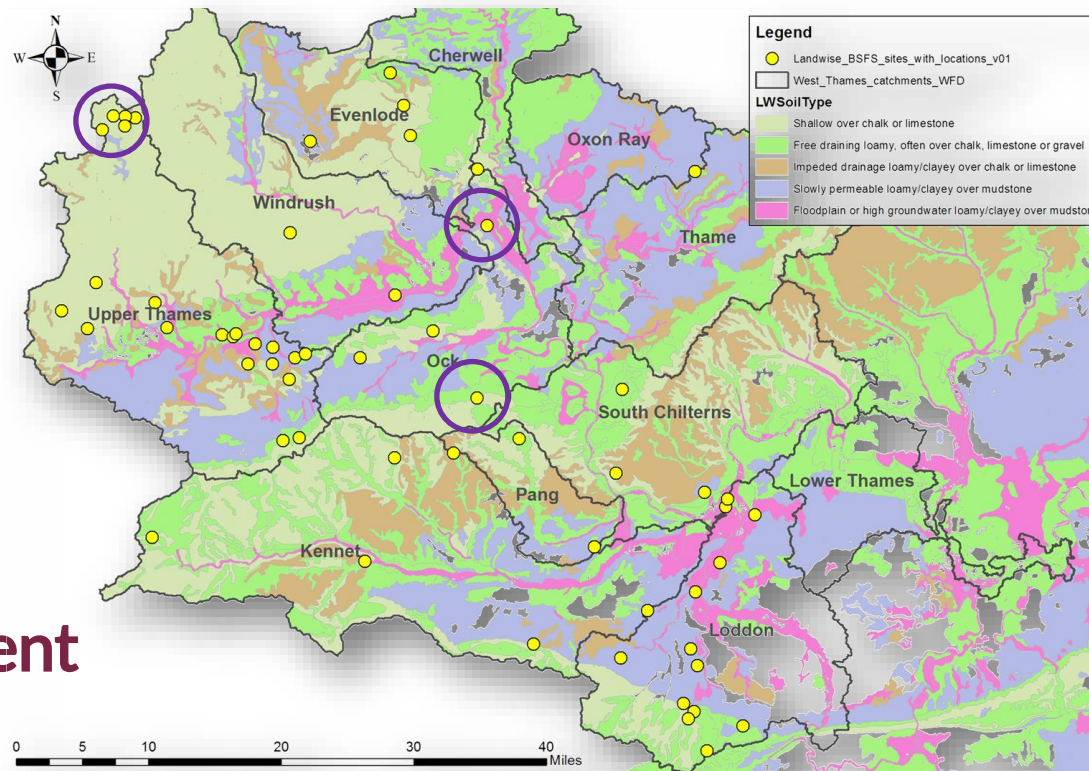 N
W E
S
Legend
Landwise_BSFS_sites_with_locations_v01
West_Thames_catchments_WFD
LWSoilType
Shallow over chalk or limestone
Free draining loamy, often over chalk, limestone or gravel
Impeded drainage loamy/clayey over chalk or limestone
Slowly permeable loamy/clayey over mudstone
Floodplain or high groundwater loamy/clayey over mudston
Cherwell
Evenlode
Oxon Ray
Windrush
Thame
Upper Thames
Ock
South Chilterns
Lower Thames
Pang
Kennet
Loddon
ent
0 5 10 20 30 40
Miles